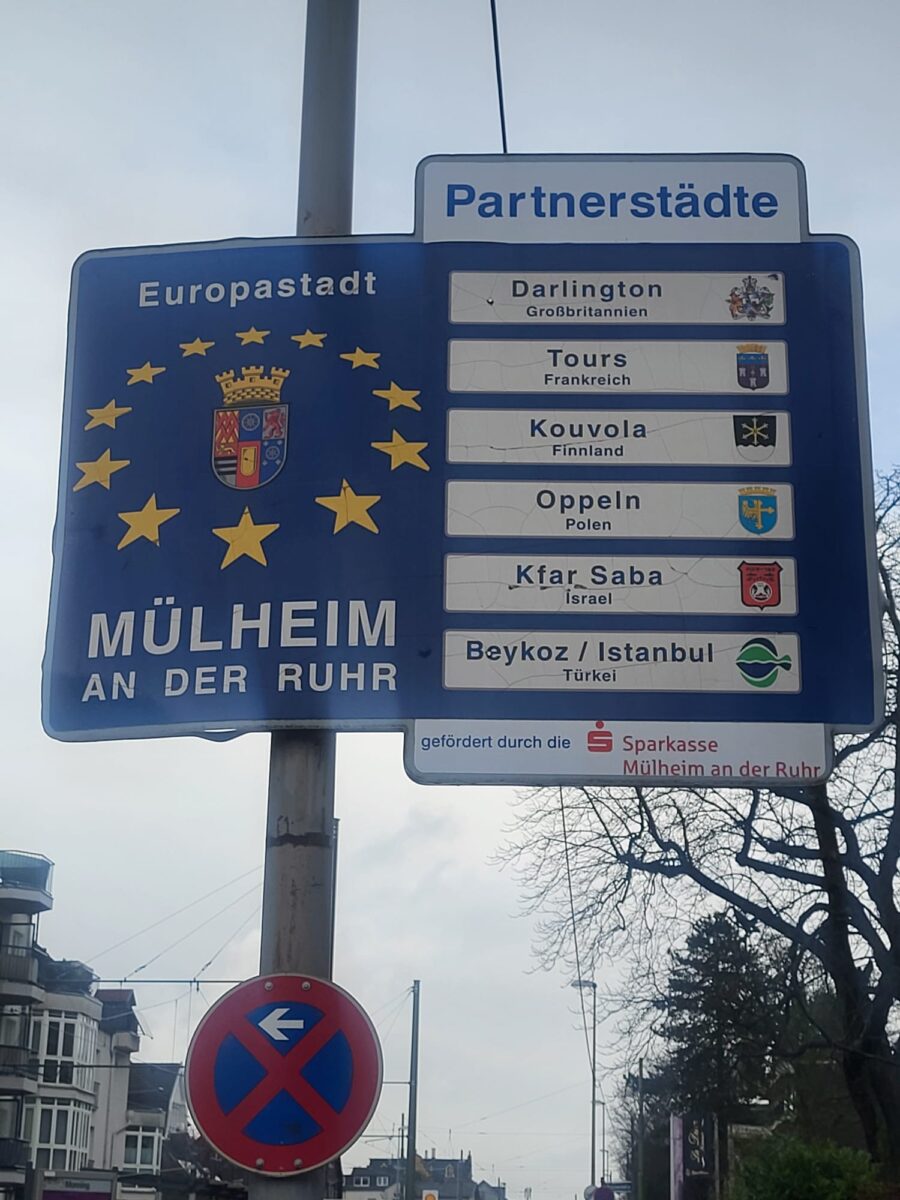 Partnerstädte
Europastadt
MÜLHEIM
AN DER RUHR
Darlington
Großbritannien
Tours
Frankreich
Kouvola
Finnland
Oppeln
Polen
Kfar Saba
Israel
Beykoz / Istanbul
Türkei
gefördert durch die
Sparkasse
Mülheim an der Ruhr